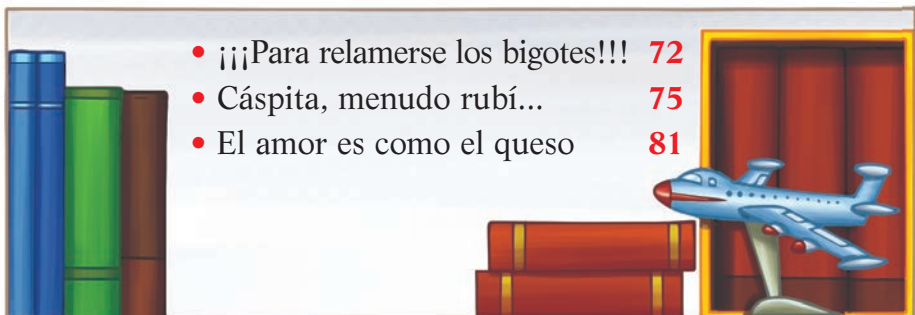 • ¡¡¡Para relamerse los bigotes!!! 72
• Cáspita, menudo rubí... 75
• El amor es como el queso 81